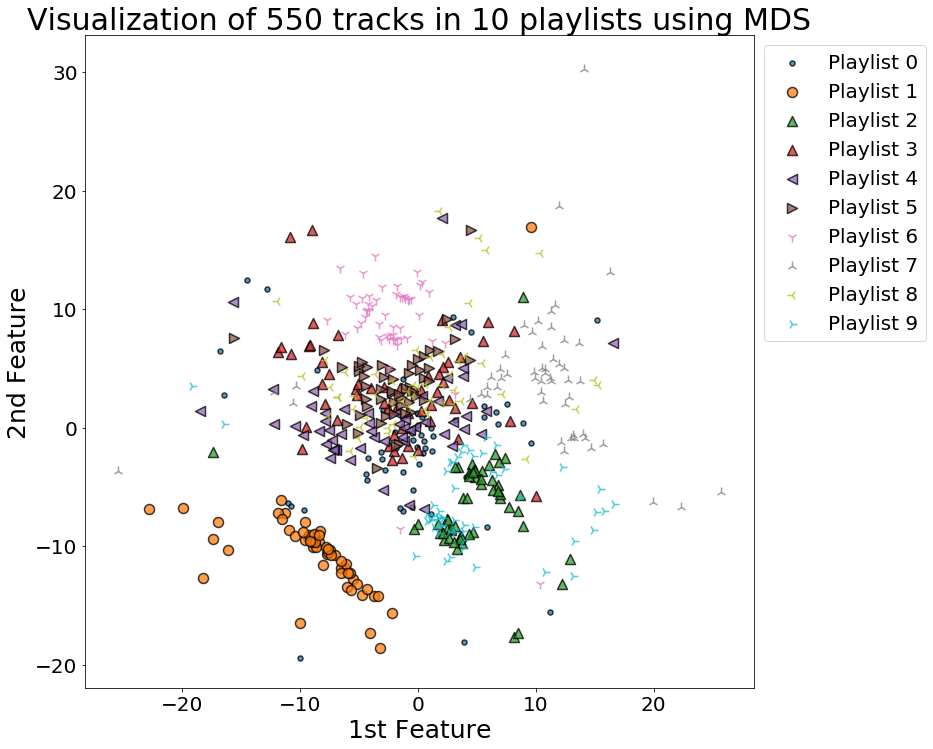 Visualization of 550 tracks in 10 playlists using MDS
30
20
10
0
−10
−20
−20
−10
0
10
20
2nd Feature
1st Feature
Playlist 0
Playlist 1
Playlist 2
Playlist 3
Playlist 4
Playlist 5
Playlist 6
Playlist 7
Playlist 8
Playlist 9